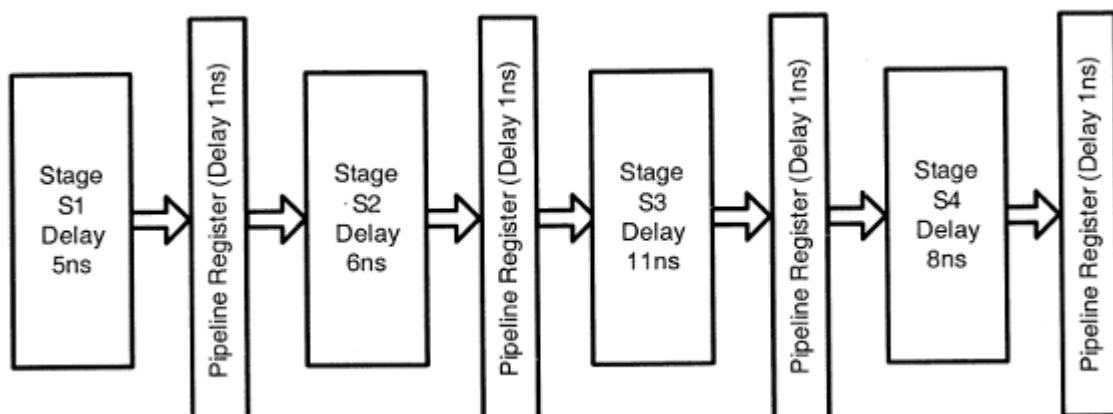 Stage
S1
Delay
5ns
Pipeline Register (Delay 1ns)
Stage
S2
Delay
6ns
Pipeline Register (Delay 1ns)
Stage
S3
Delay
11ns
Pipeline Register (Delay 1ns)
Stage
S4
Delay
8ns
Pipeline Register (Delay 1ns)